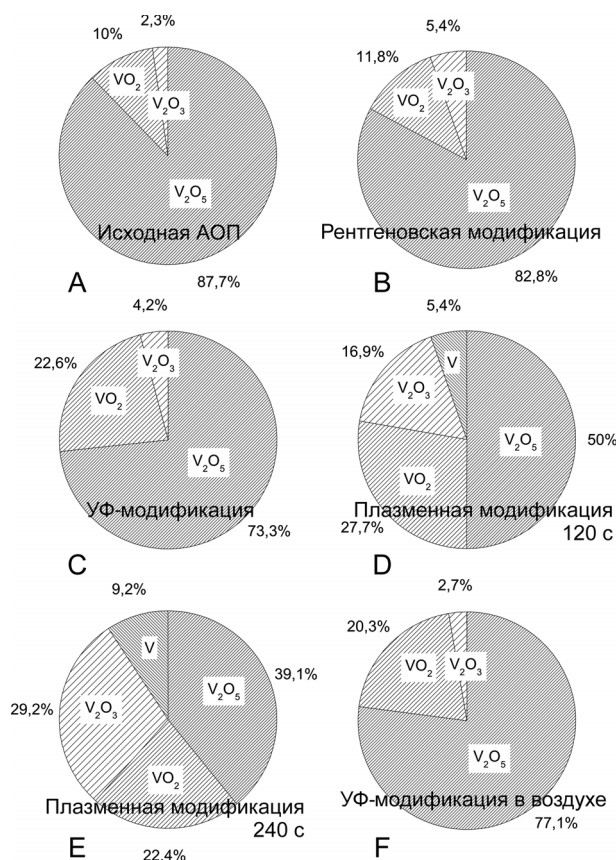 2,3%
10%
VO2
V2O3
V2O5
Исходная АОП
A
87,7%
5,4%
11,8%
VO2
V2O3
V2O5
Рентгеновская модификация
B
82,8%
4,2%
22,6%
VO2
V2O3
V2O5
УФ-модификация
C
73,3%
5,4%
16,9%
V
V2O3
V2O5
50%
VO2
Плазменная модификация
120 с
27,7%
D
9,2%
V
V2O5
39,1%
29,2%
V2O3
VO2
Плазменная модификация
240 с
E
22,4%
2,7%
20,3%
VO2
V2O3
V2O5
УФ-модификация в воздухе
F
77,1%